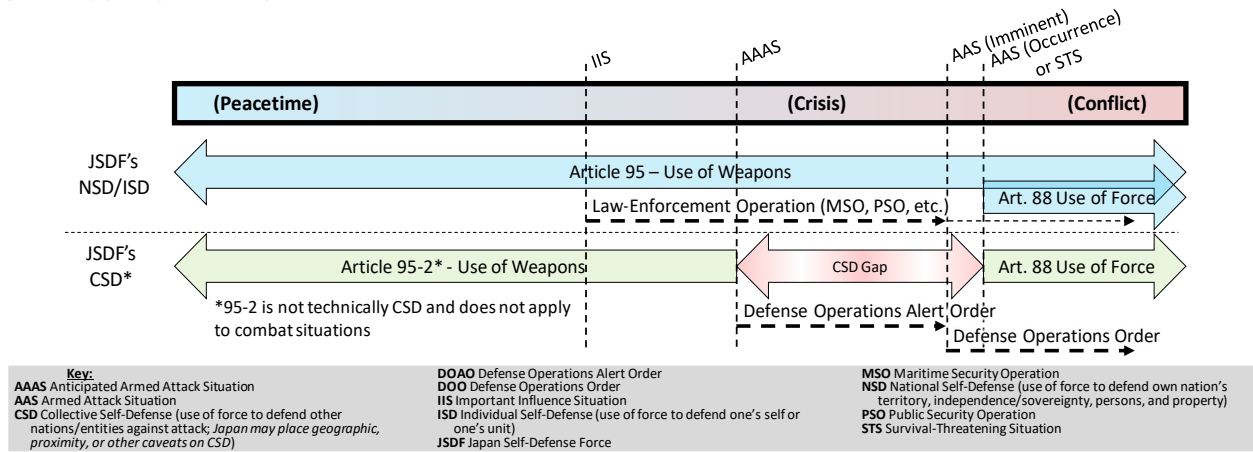 IIS
AAAS
AAS (Imminent)
AAS (Occurrence)
or STS
(Peacetime)
(Crisis)
(Conflict)
JSDF's
NSD/ISD
Article 95 – Use of Weapons
Art. 88 Use of Force
Law-Enforcement Operation (MSO, PSO, etc.)
JSDF's
CSD*
Article 95-2* - Use of Weapons
CSD Gap
Art. 88 Use of Force
*95-2 is not technically CSD and does not apply
to combat situations
Defense Operations Alert Order
Defense Operations Order
Key:
AAAS Anticipated Armed Attack Situation
AAS Armed Attack Situation
CSD Collective Self-Defense (use of force to defend other
nations/entities against attack; Japan may place geographic,
proximity, or other caveats on CSD)
DOAO Defense Operations Alert Order
DOO Defense Operations Order
IIS Important Influence Situation
ISD Individual Self-Defense (use of force to defend one's self or
one's unit)
JSDF Japan Self-Defense Force
MSO Maritime Security Operation
NSD National Self-Defense (use of force to defend own nation's
territory, independence/sovereignty, persons, and property)
PSO Public Security Operation
STS Survival-Threatening Situation